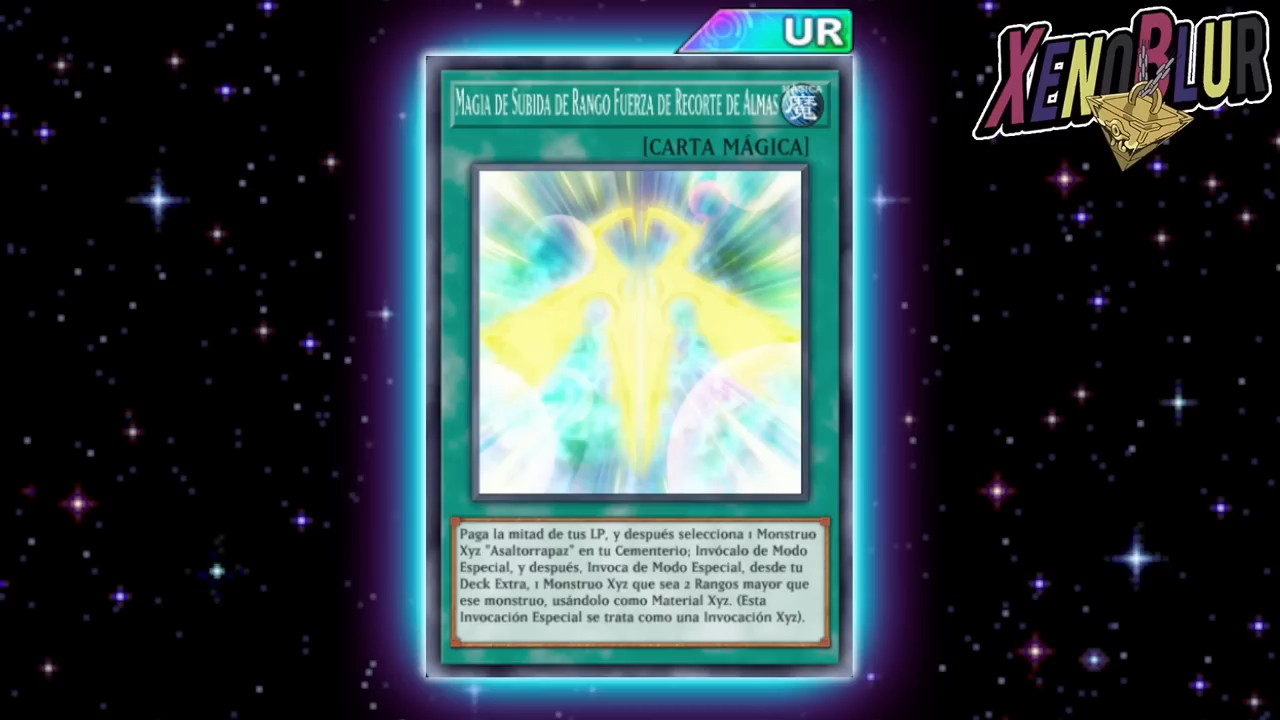 UR
XENOBLUR
MAGIA DE SUBIDA DE RANGO FUERZA DE RECORTE DE ALMAS
MÁGICA
魔
[CARTA MÁGICA]
Paga la mitad de tus LP, y después selecciona 1 Monstruo
Xyz "Asaltorrapaz" en tu Cementerio; Invócalo de Modo
Especial, y después, Invoca de Modo Especial, desde tu
Deck Extra, 1 Monstruo Xyz que sea 2 Rangos mayor que
ese monstruo, usándolo como Material Xyz. (Esta
Invocación Especial se trata como una Invocación Xyz).